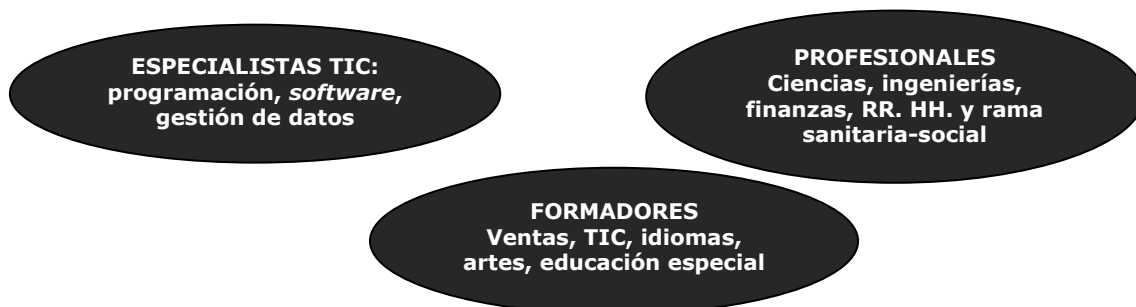 ESPECIALISTAS TIC:
programación, software,
gestión de datos
PROFESIONALES
Ciencias, ingenierías,
finanzas, RR. HH. y rama
sanitaria-social
FORMADORES
Ventas, TIC, idiomas,
artes, educación especial